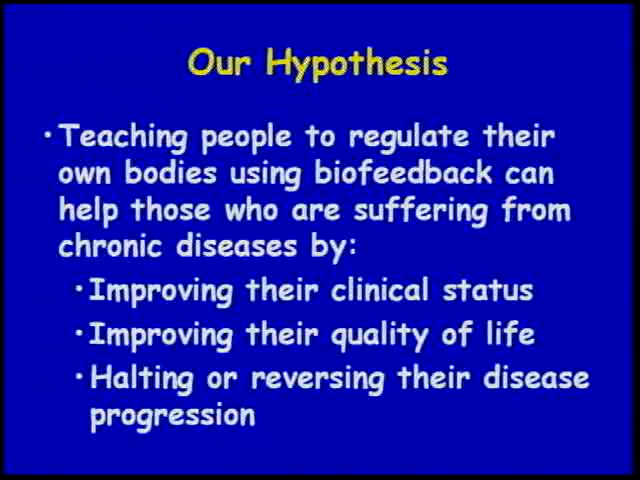 Our Hypothesis
• Teaching people to regulate their
own bodies using biofeedback can
help those who are suffering from
chronic diseases by:
• Improving their clinical status
• Improving their quality of life
• Halting or reversing their disease
progression